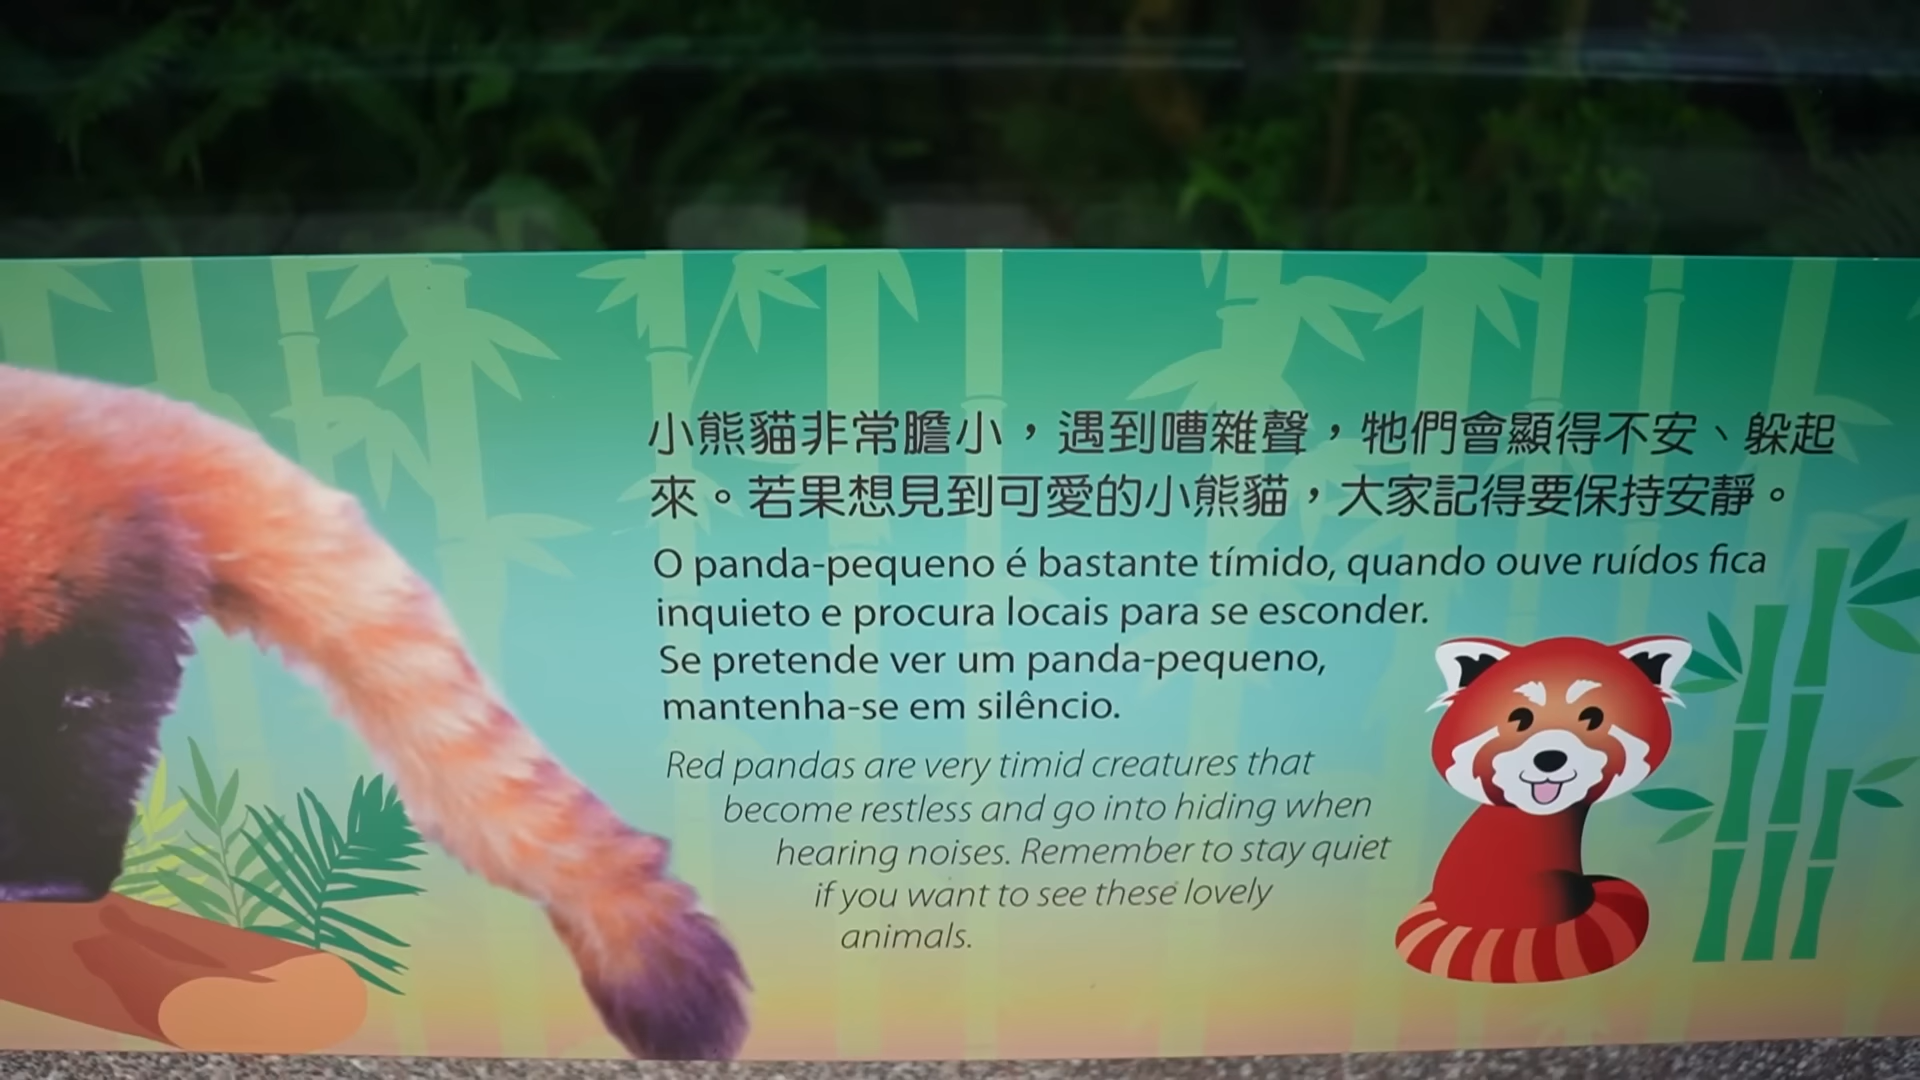 小熊貓非常膽小，遇到嘈雜聲，牠們會顯得不安、躲起
來。若果想見到可愛的小熊貓，大家記得要保持安靜。
O panda-pequeno é bastante tímido, quando ouve ruídos fica
inquieto e procura locais para se esconder.
Se pretende ver um panda-pequeno,
mantenha-se em silêncio.
Red pandas are very timid creatures that
become restless and go into hiding when
hearing noises. Remember to stay quiet
if you want to see these lovely
animals.